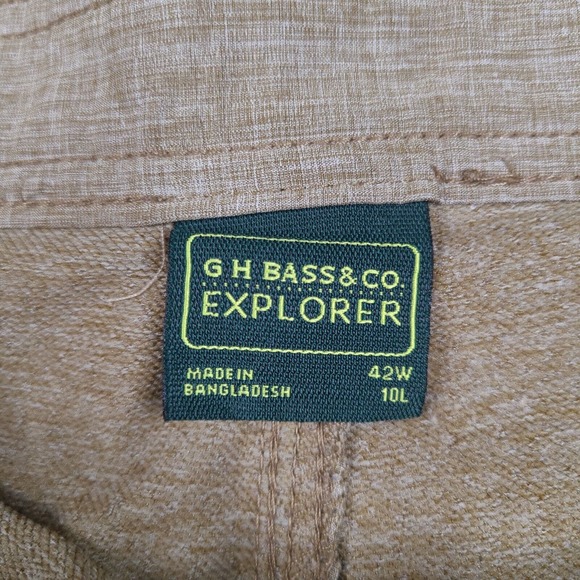 G H BASS & CO.
EXPLORER
MADE IN
BANGLADESH
42W
10L